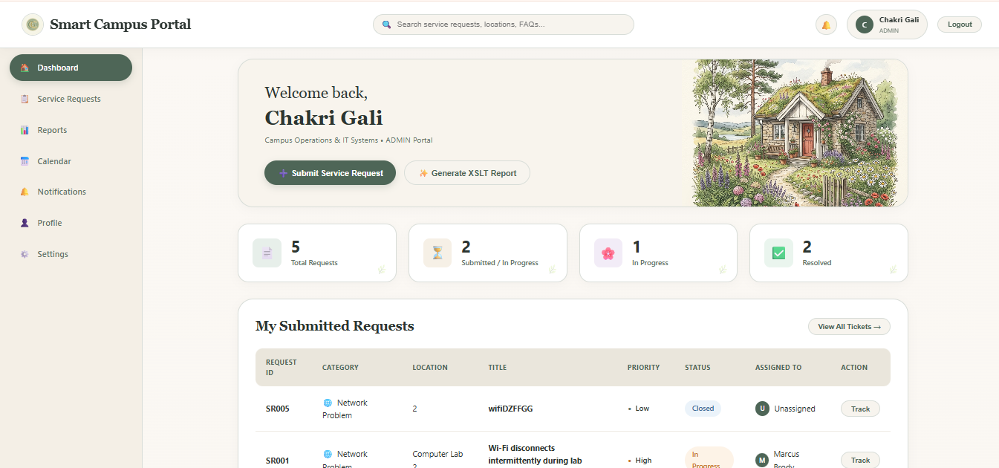 Smart Campus Portal
Search service requests, locations, FAQs...
C
Chakri Gali
ADMIN
Logout
Dashboard
Service Requests
Reports
Calendar
Notifications
Profile
Settings
Welcome back,
Chakri Gali
Campus Operations & IT Systems • ADMIN Portal
Submit Service Request
Generate XSLT Report
5
Total Requests
2
Submitted / In Progress
1
In Progress
2
Resolved
My Submitted Requests
View All Tickets →
REQUEST
ID
CATEGORY
LOCATION
TITLE
PRIORITY
STATUS
ASSIGNED TO
ACTION
SR005
Network
Problem
2
wifiDZFFGG
• Low
Closed
U Unassigned
Track
SR001
Network
Problem
Computer Lab
2
Wi-Fi disconnects
intermittently during lab
• High
In
Progress
M
Marcus
Brody
Track